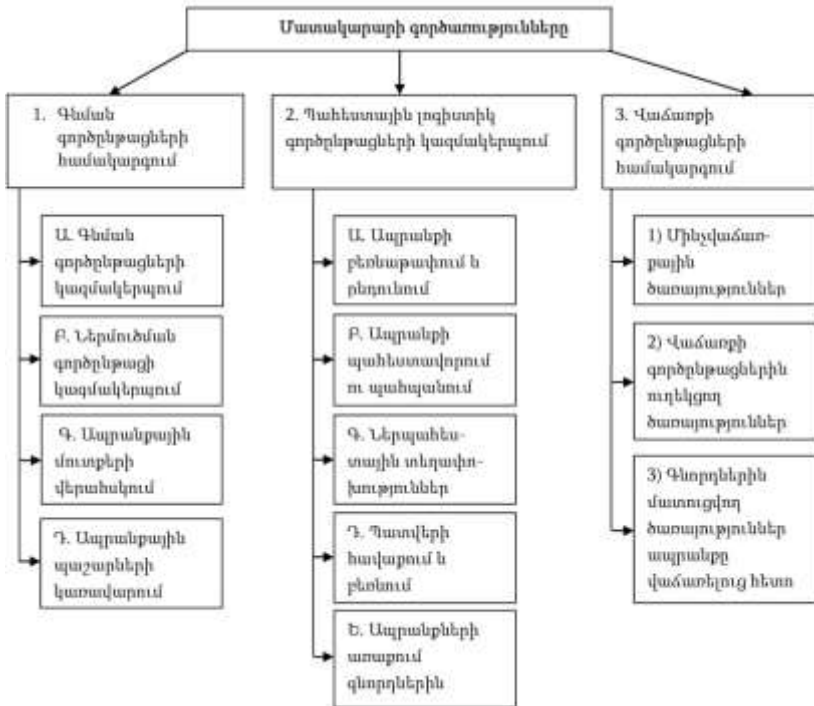 Մատակարարի գործառությունները
1. Գնման
գործընթացների
համակարգում
Ա. Գնման
գործընթացների
կազմակերպում
Բ. Ներմուծման
գործընթացի
կազմակերպում
Գ. Ապրանքային
մուտքերի
վերահսկում
Դ. Ապրանքային
պաշարների
կառավարում
2. Պահեստային լոգիստիկ
գործընթացների կազմակերպում
Ա. Ապրանքի
բեռնաթափում և
ընդունում
Բ. Ապրանքի
պահեստավորում
ու պահպանում
Գ. Ներպահես-
տային տեղափո-
խություններ
Դ. Պատվերի
հավաքում և
բեռնում
Ե. Ապրանքների
առաքում
գնորդներին
3. Վաճառքի
գործընթացների
համակարգում
1) Մինչվաճառ-
քային
ծառայություններ
2) Վաճառքի
գործընթացներին
ուղեկցող
ծառայություններ
3) Գնորդներին
մատուցվող
ծառայություններ
ապրանքը
վաճառելուց հետո